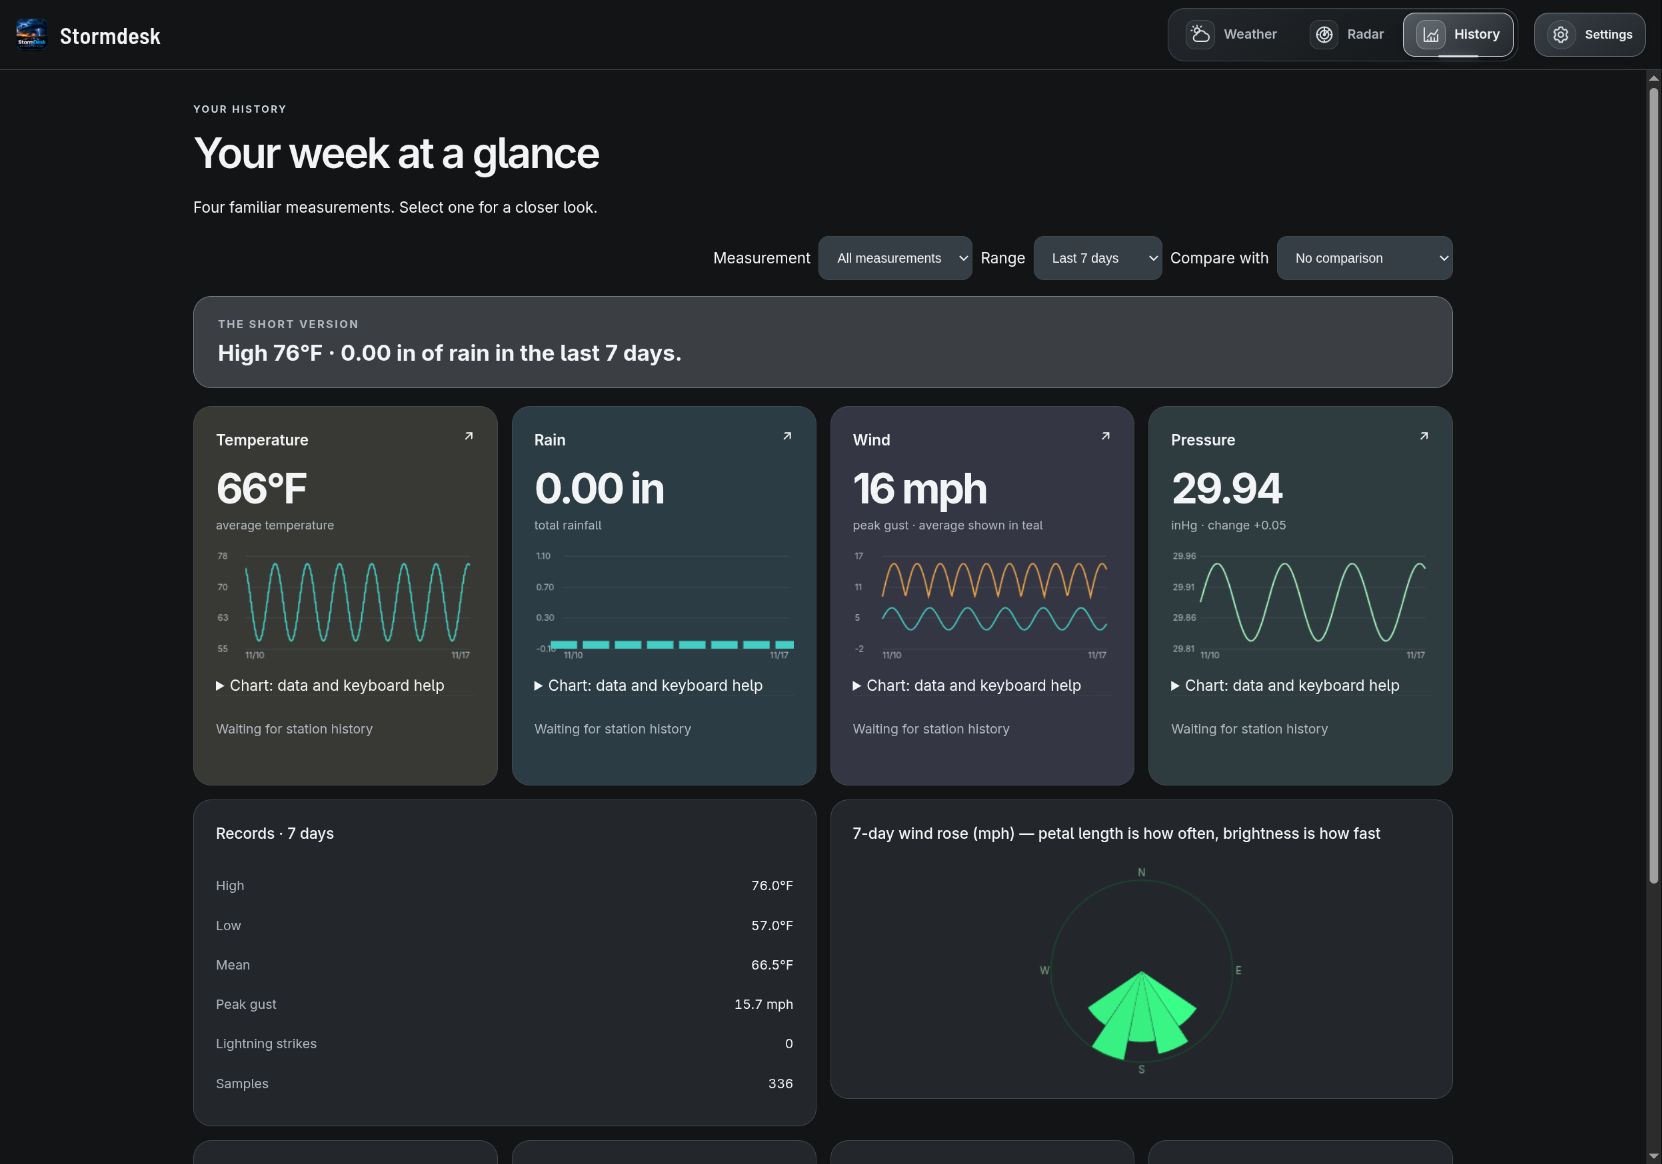 Stormdesk
Weather
Radar
History
Settings
YOUR HISTORY
Your week at a glance
Four familiar measurements. Select one for a closer look.
Measurement All measurements Range Last 7 days Compare with No comparison
THE SHORT VERSION
High 76°F · 0.00 in of rain in the last 7 days.
Temperature
66°F
average temperature
78
70
63
55
11/10 11/17
Chart: data and keyboard help
Waiting for station history
Rain
0.00 in
total rainfall
1.10
0.70
0.30
-0.10
11/10 11/17
Chart: data and keyboard help
Waiting for station history
Wind
16 mph
peak gust · average shown in teal
17
11
5
-2
11/10 11/17
Chart: data and keyboard help
Waiting for station history
Pressure
29.94
inHg · change +0.05
29.96
29.91
29.86
29.81
11/10 11/17
Chart: data and keyboard help
Waiting for station history
Records · 7 days
High 76.0°F
Low 57.0°F
Mean 66.5°F
Peak gust 15.7 mph
Lightning strikes 0
Samples 336
7-day wind rose (mph) — petal length is how often, brightness is how fast
N
W E
S